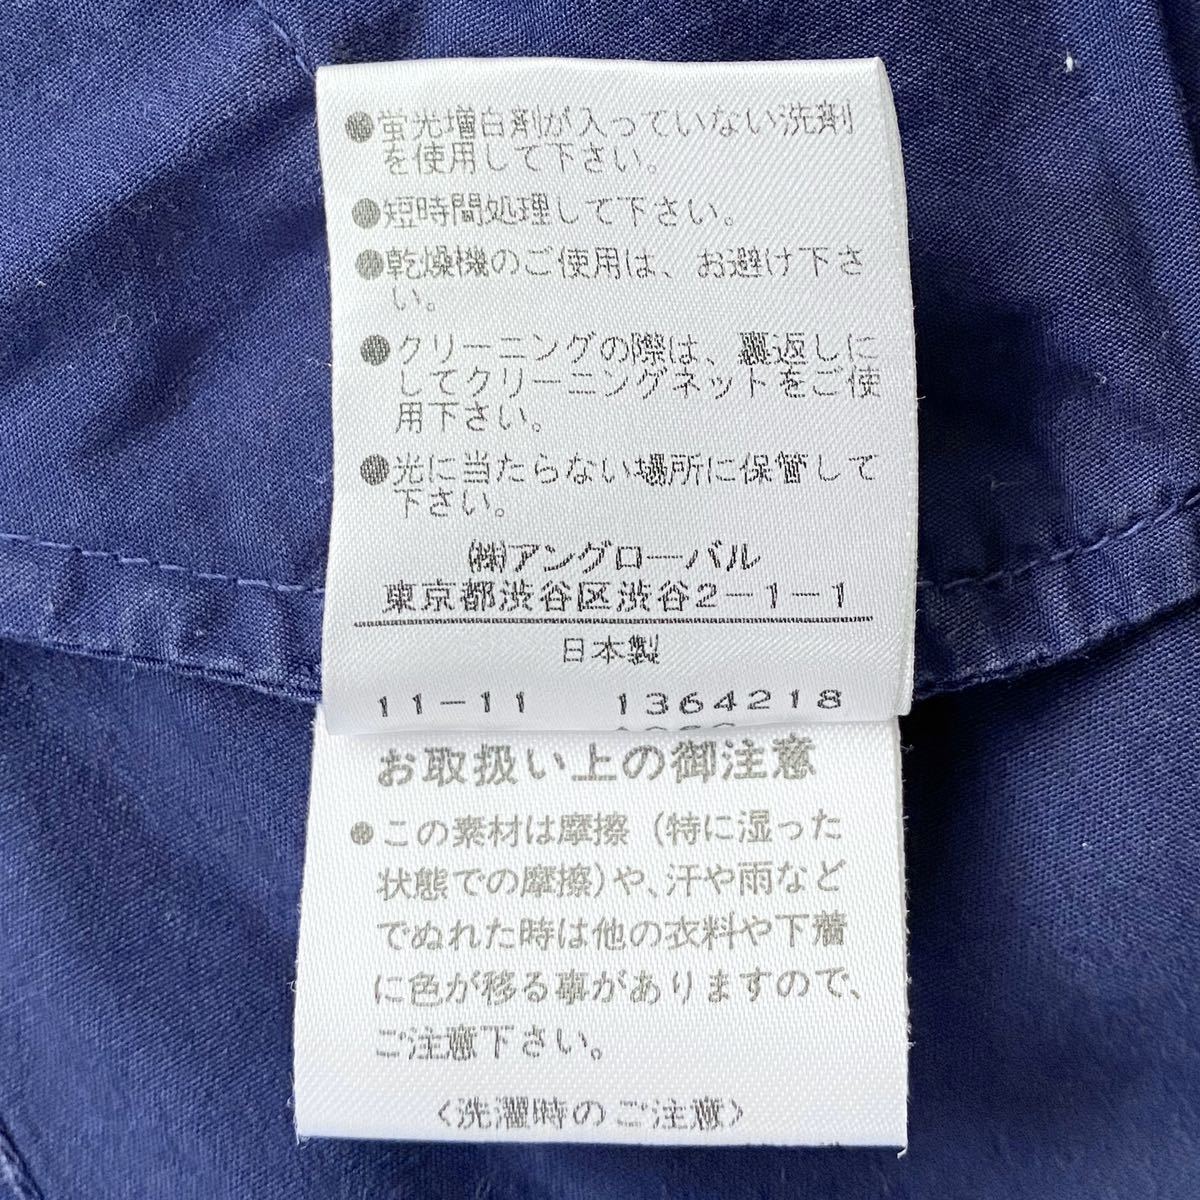 ●蛍光増白剤が入っていない洗剤
を使用して下さい。
●短時間処理して下さい。
●乾燥機のご使用は、お避け下さ
い。
●クリーニングの際は、裏返しに
してクリーニングネットをご使
用下さい。
●光に当たらない場所に保管して
下さい。
㈱アングローバル
東京都渋谷区渋谷2-1-1
日本製
11-11 1364218
お取扱い上の御注意
●この素材は摩擦(特に湿った
状態での摩擦)や、汗や雨など
でぬれた時は他の衣料や下着
に色が移る事がありますので、
ご注意下さい。
〈洗濯時のご注意〉